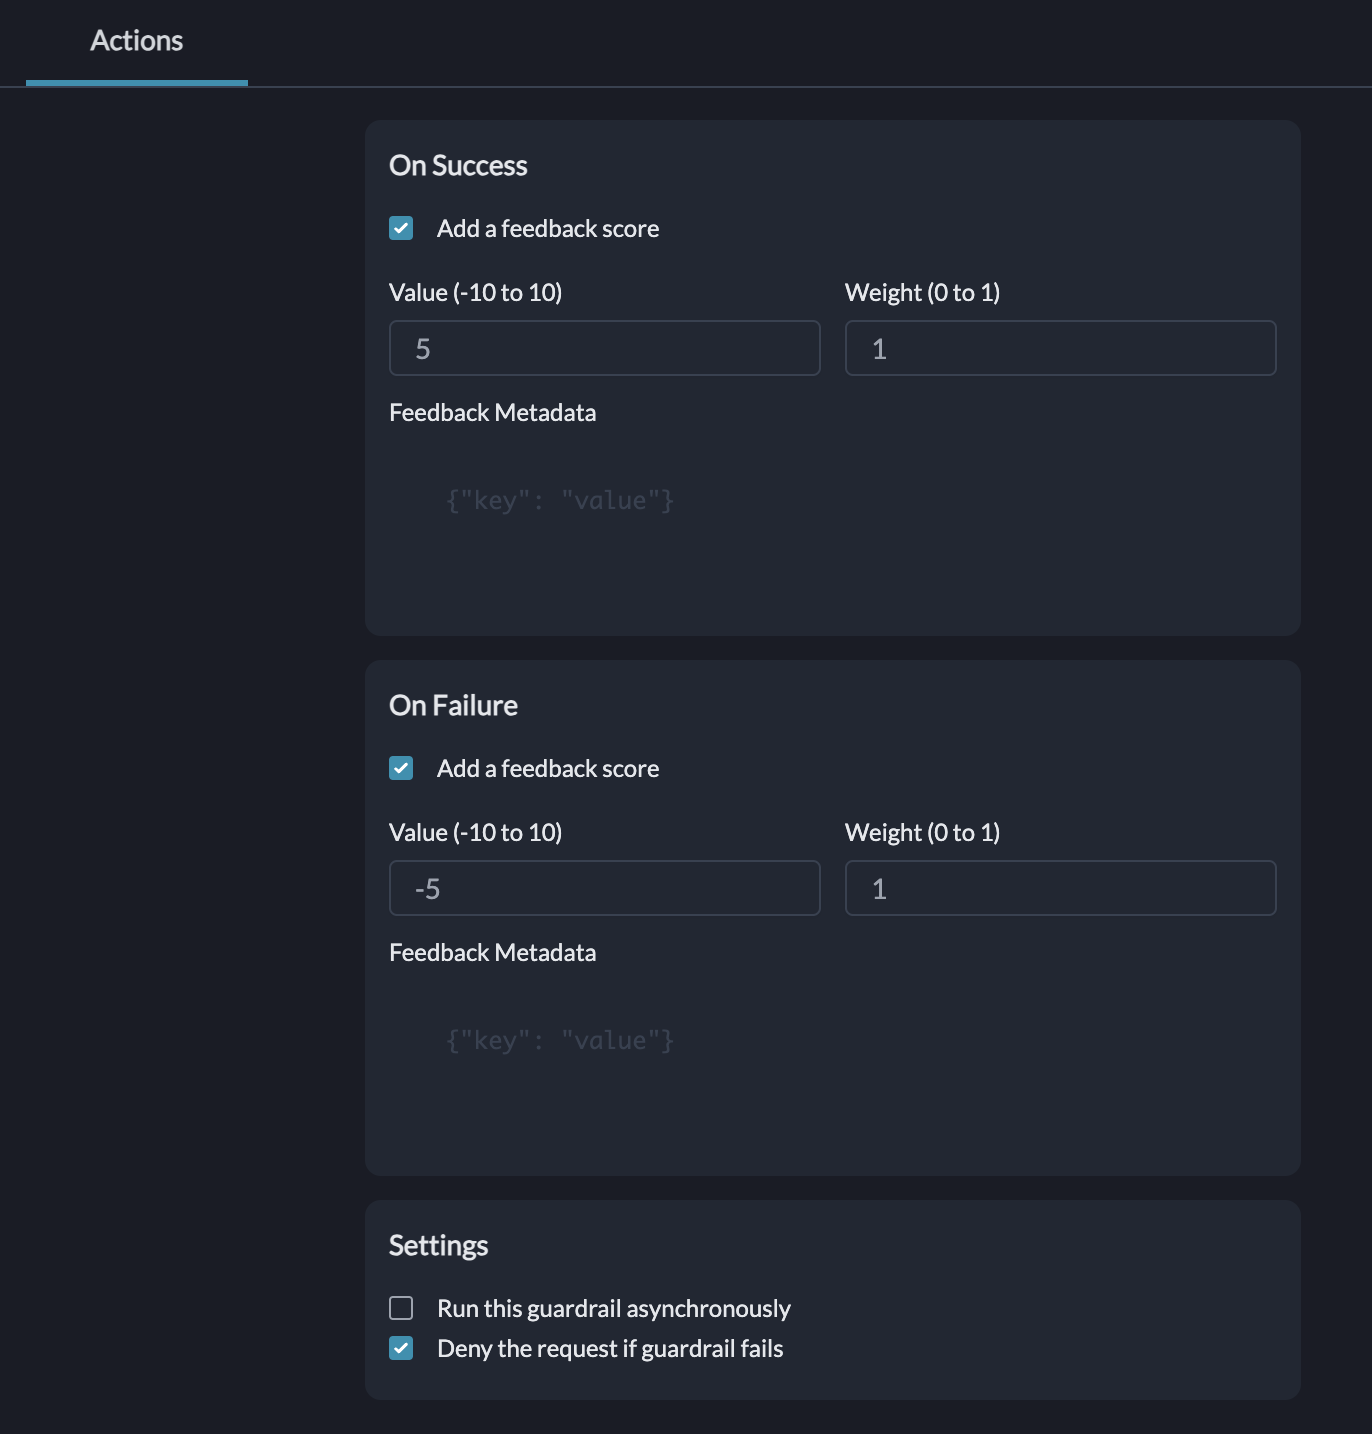 Actions
On Success
Add a feedback score
Value (-10 to 10) Weight (0 to 1)
5 1
Feedback Metadata
{"key": "value"}
On Failure
Add a feedback score
Value (-10 to 10) Weight (0 to 1)
-5 1
Feedback Metadata
{"key": "value"}
Settings
Run this guardrail asynchronously
Deny the request if guardrail fails